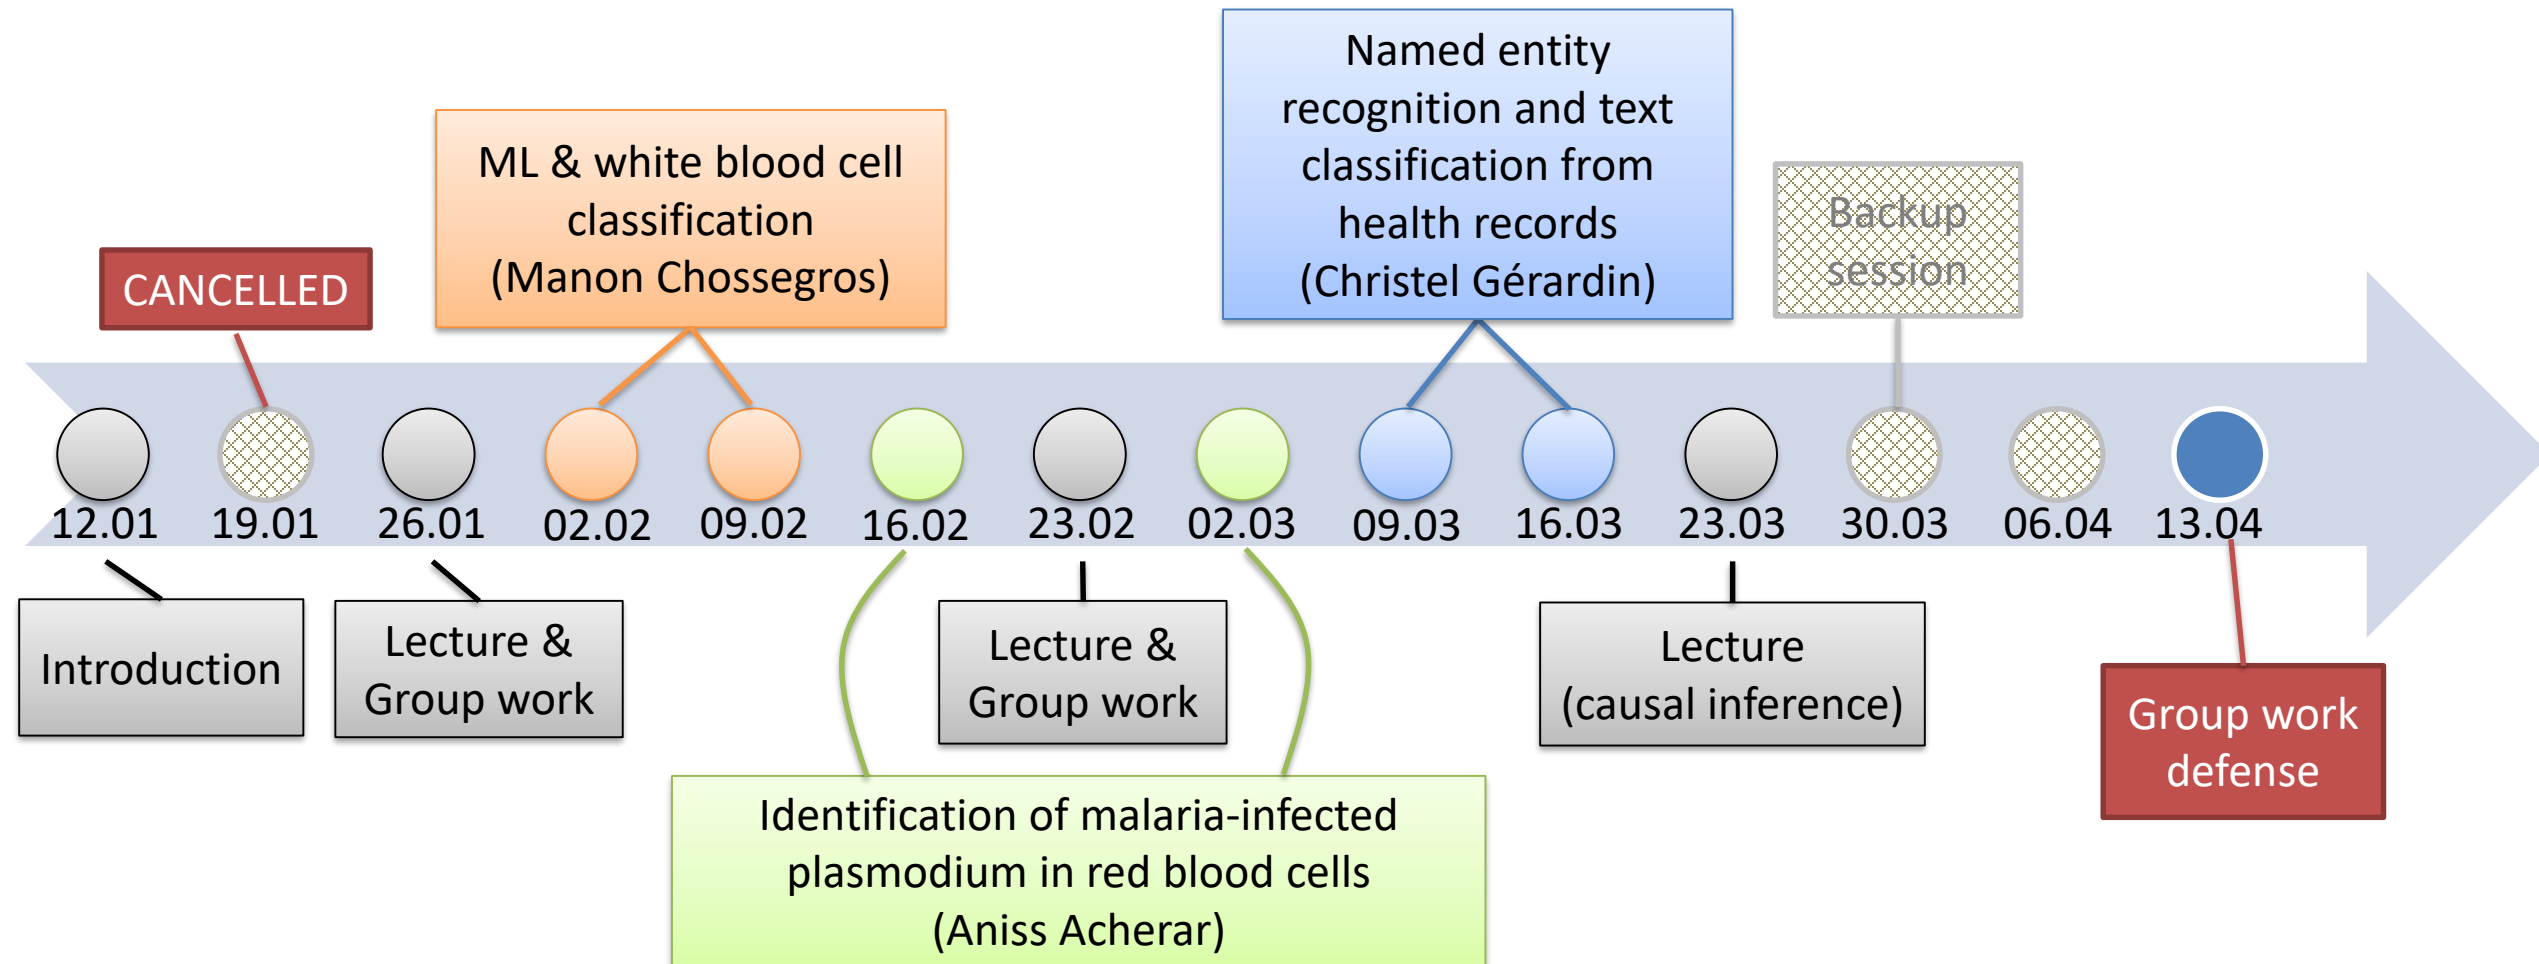 Named entity
recognition and text
classification from
health records
(Christel Gérardin)
ML & white blood cell
classification
(Manon Chossegros)
Backup
session
CANCELLED
12.01
19.01
26.01
02.02
09.02
16.02
23.02
02.03
09.03
16.03
23.03
30.03
06.04
13.04
Introduction
Lecture &
Group work
Lecture &
Group work
Lecture
(causal inference)
Group work
defense
Identification of malaria-infected
plasmodium in red blood cells
(Aniss Acherar)